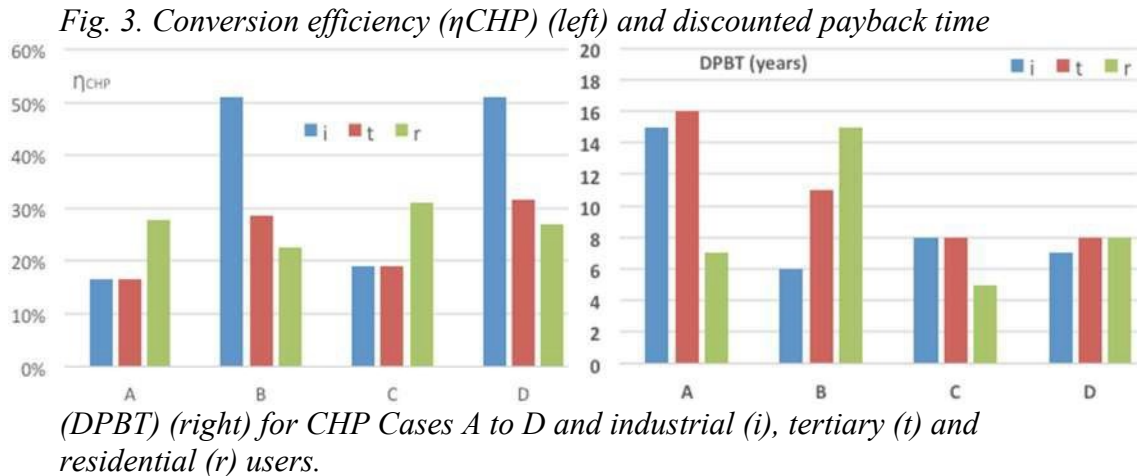 Fig. 3. Conversion efficiency (ηCHP) (left) and discounted payback time
60%
50%
40%
30%
20%
10%
0%
ηCHP
i t r
A B C D
20
18
16
14
12
10
8
6
4
2
0
DPBT (years)
i t r
A B C D
(DPBT) (right) for CHP Cases A to D and industrial (i), tertiary (t) and
residential (r) users.